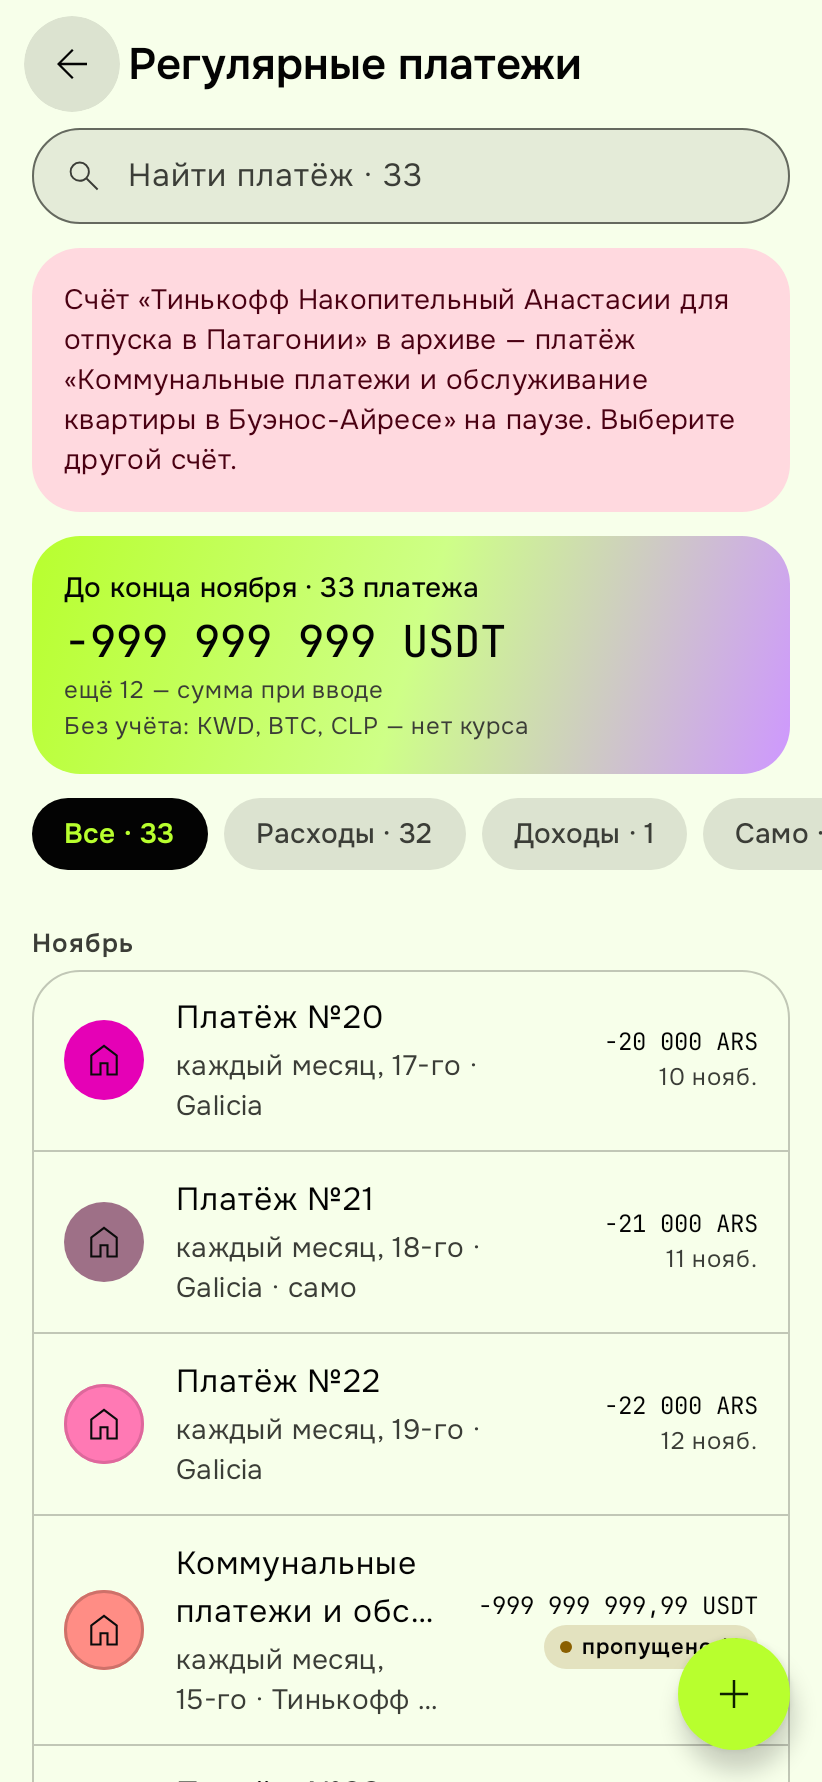 Регулярные платежи
Найти платёж · 33
Счёт «Тинькофф Накопительный Анастасии для
отпуска в Патагонии» в архиве — платёж
«Коммунальные платежи и обслуживание
квартиры в Буэнос-Айресе» на паузе. Выберите
другой счёт.
До конца ноября · 33 платежа
-999 999 999 USDT
ещё 12 — сумма при вводе
Без учёта: KWD, BTC, CLP — нет курса
Все · 33
Расходы · 32
Доходы · 1
Само ·
Ноябрь
Платёж №20
каждый месяц, 17-го ·
Galicia
-20 000 ARS
10 нояб.
Платёж №21
каждый месяц, 18-го ·
Galicia · само
-21 000 ARS
11 нояб.
Платёж №22
каждый месяц, 19-го ·
Galicia
-22 000 ARS
12 нояб.
Коммунальные
платежи и обс…
каждый месяц,
15-го · Тинькофф …
-999 999 999,99 USDT
пропущено